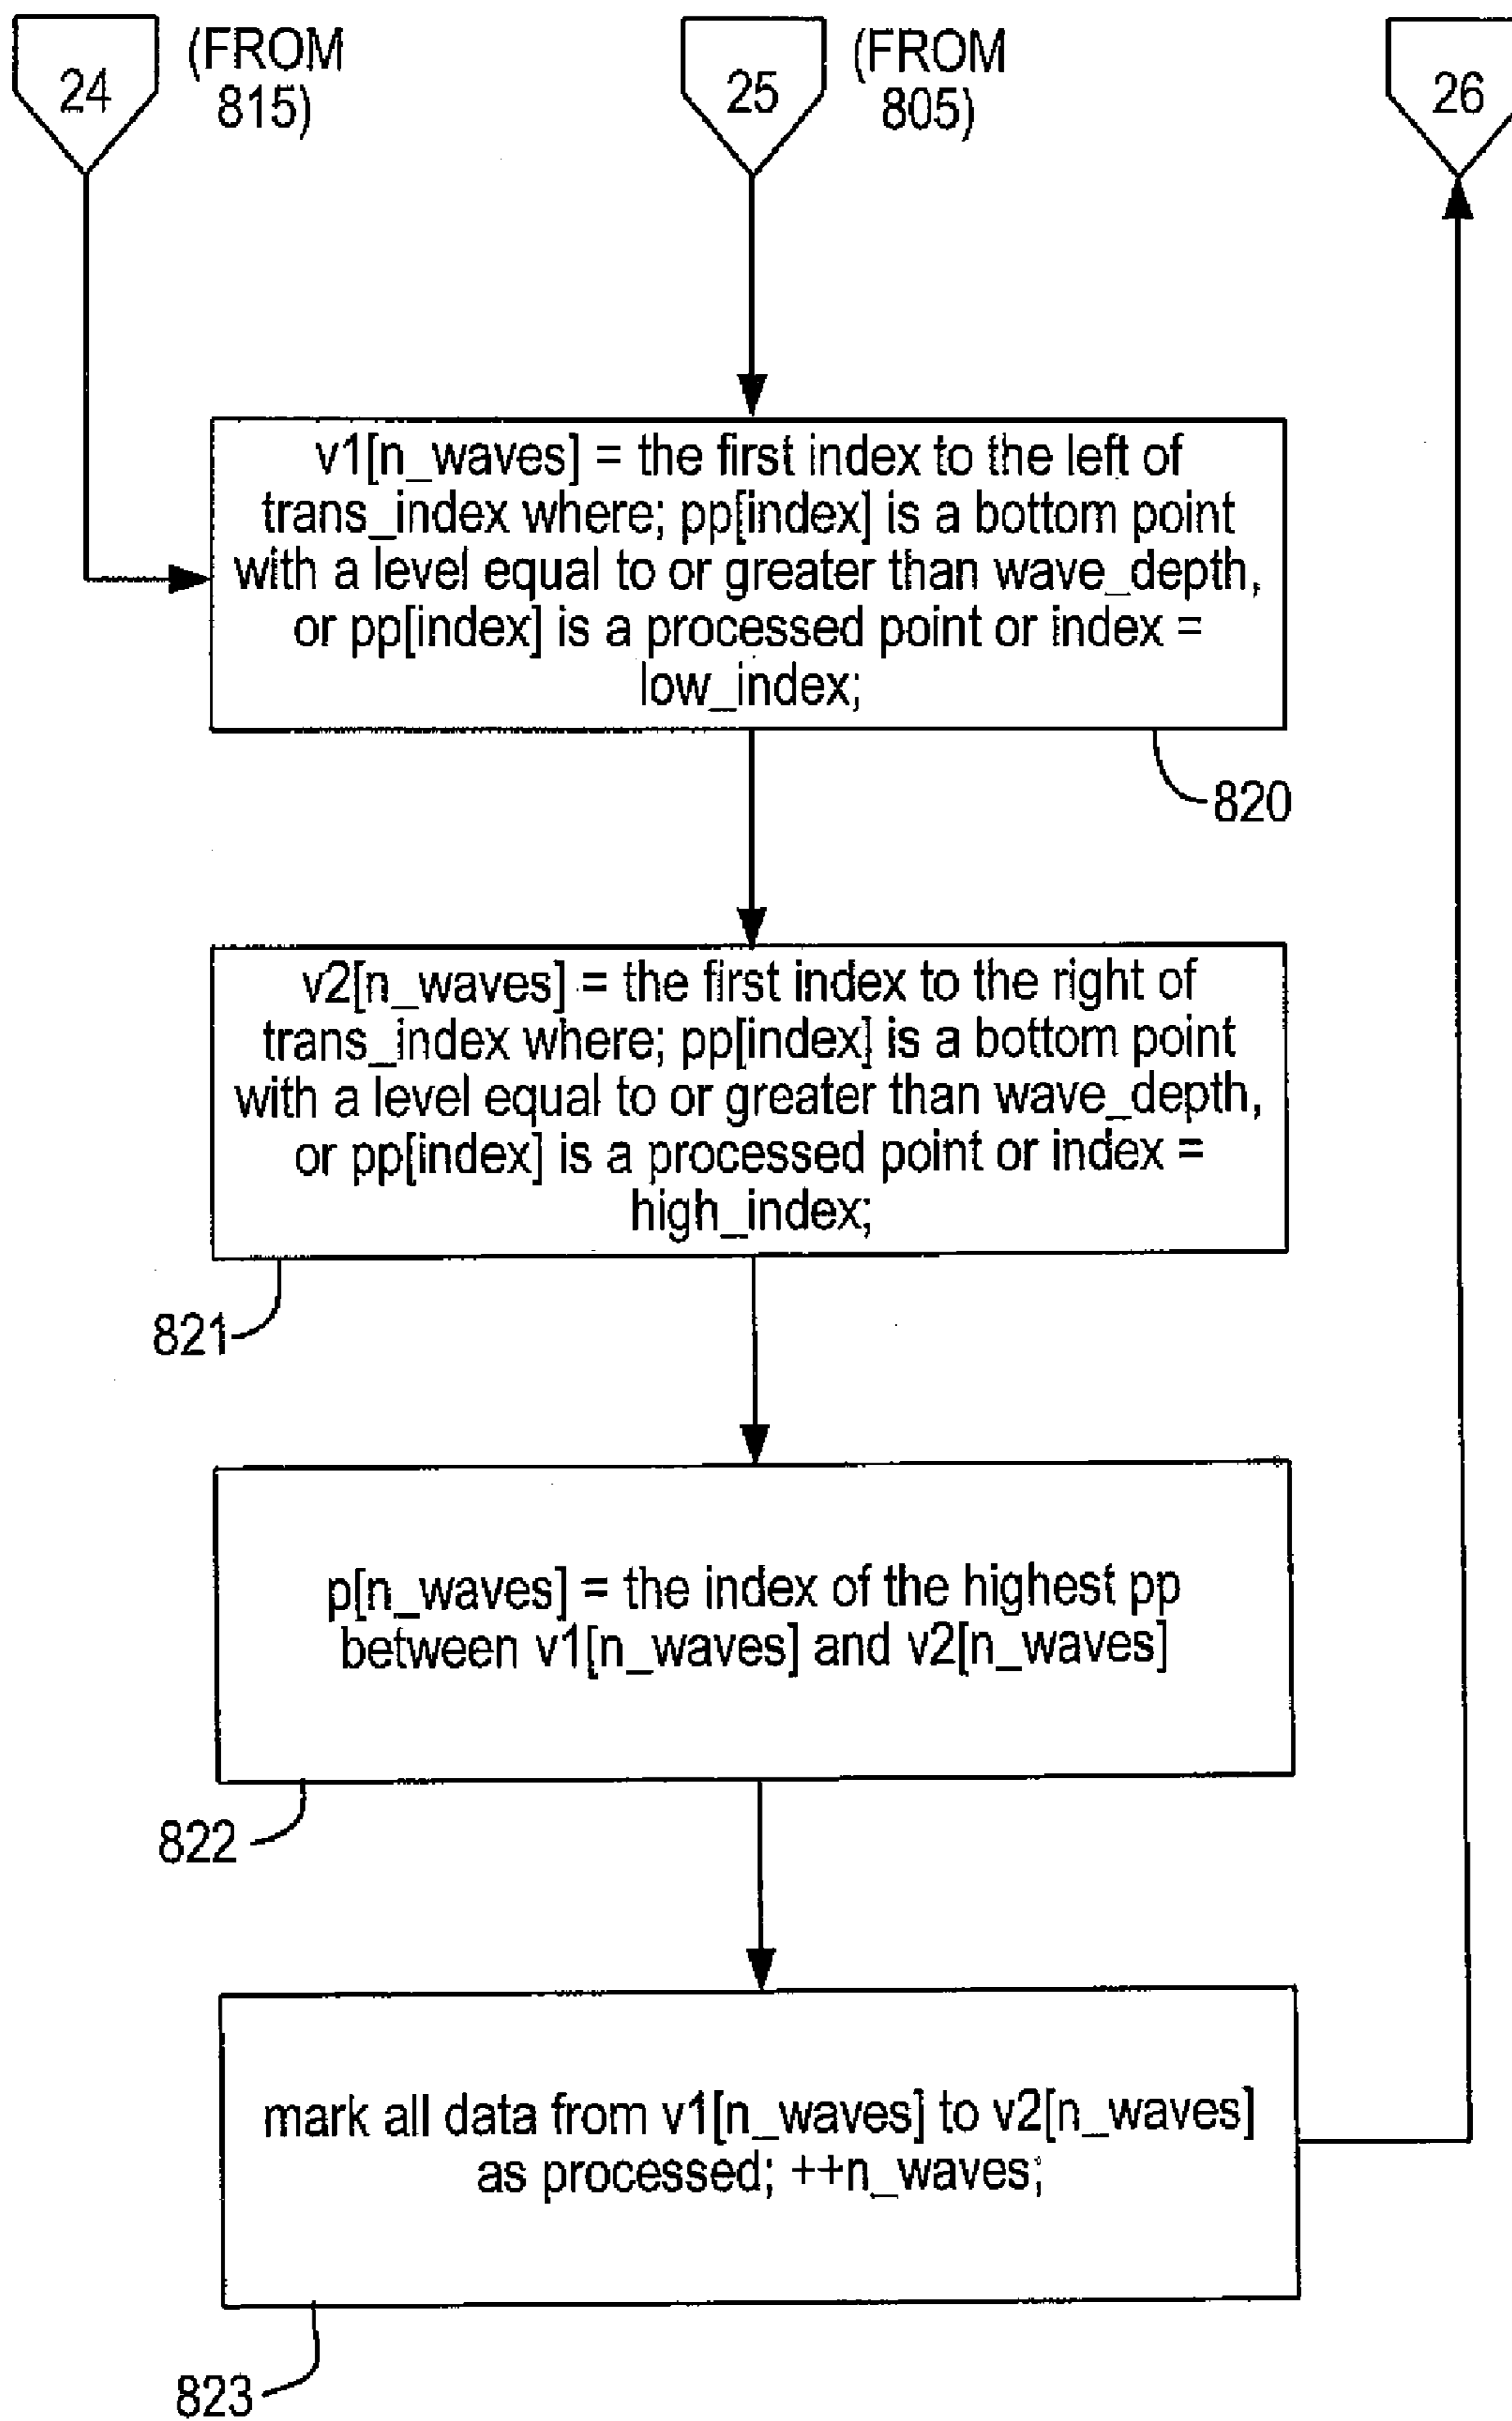 24
(FROM
815)
25
(FROM
805)
26
v1[n_waves] = the first index to the left of
trans_index where; pp[index] is a bottom point
with a level equal to or greater than wave_depth,
or pp[index] is a processed point or index =
low_index;
820
v2[n_waves] = the first index to the right of
trans_index where; pp[index] is a bottom point
with a level equal to or greater than wave_depth,
or pp[index] is a processed point or index =
high_index;
821
p[n_waves] = the index of the highest pp
between v1[n_waves] and v2[n_waves]
822
mark all data from v1[n_waves] to v2[n_waves]
as processed; ++n_waves;
823